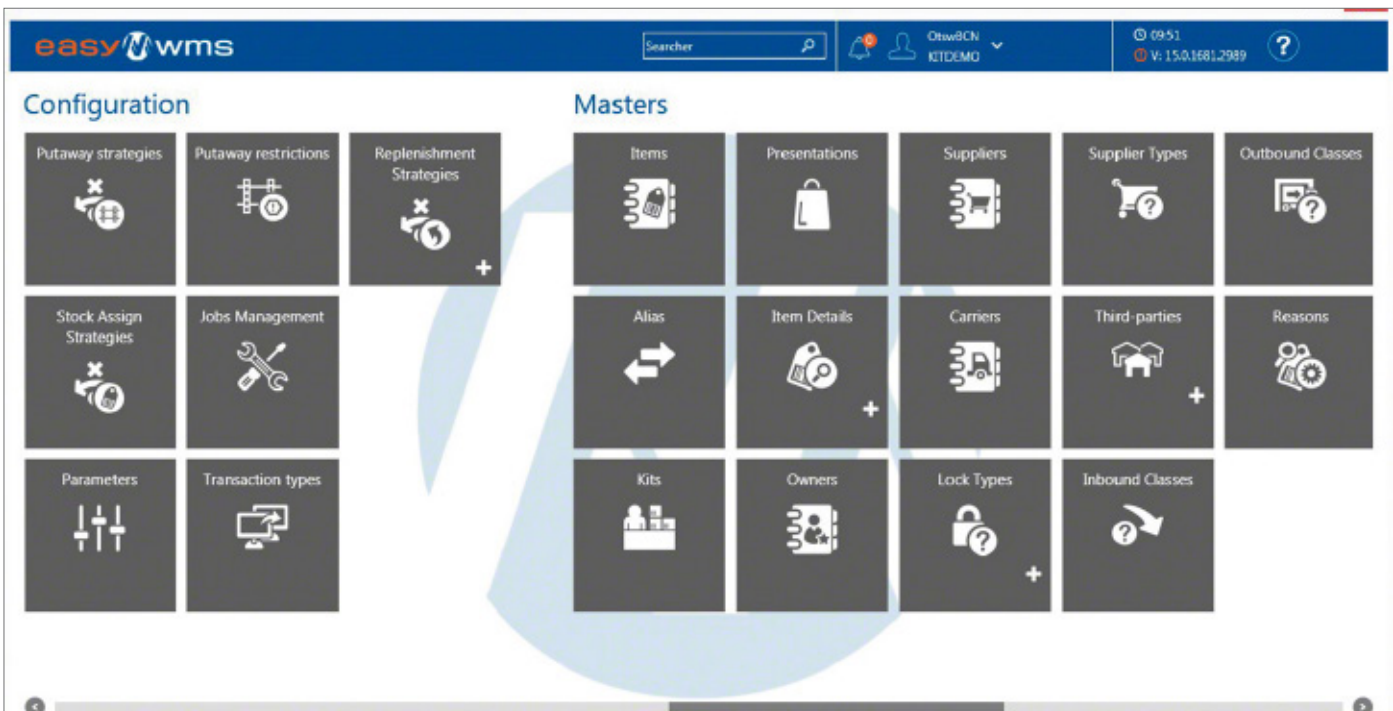 easy wms
Searcher
0
OtswBCN
KITDEMO
09:51
V: 15.0.1681.2989
?
Configuration
Masters
Putaway strategies
Putaway restrictions
Replenishment
Strategies
Items
Presentations
Suppliers
Supplier Types
Outbound Classes
Stock Assign
Strategies
Jobs Management
Alias
Item Details
Carriers
Third-parties
Reasons
Parameters
Transaction types
Kits
Owners
Lock Types
Inbound Classes